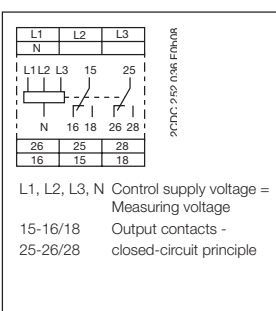 L1 L2 L3
N
L1 L2 L3 15 25
N 16 18 26 28
26 25 28
16 15 18
2CDC 252 036 F0b08
L1, L2, L3, N Control supply voltage =
Measuring voltage
15-16/18 Output contacts -
25-26/28 closed-circuit principle